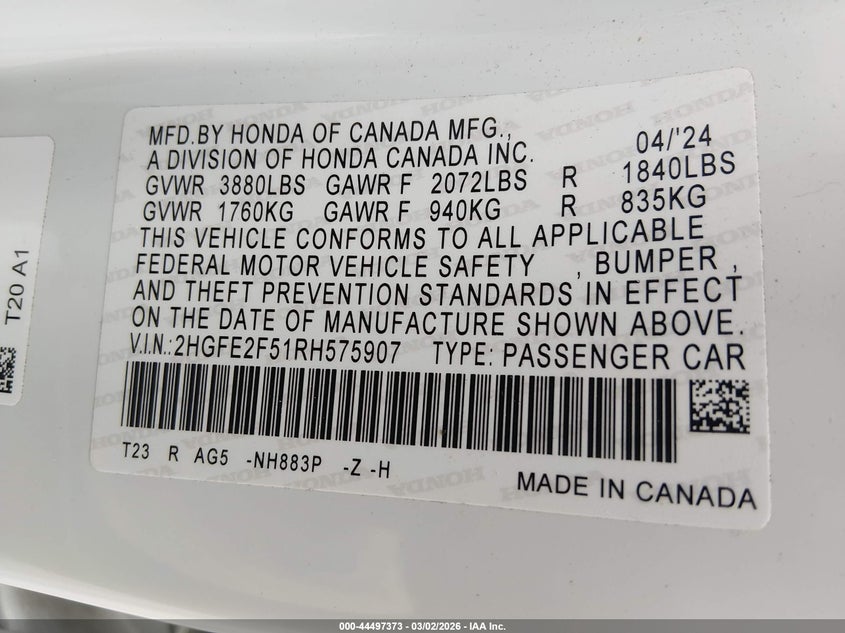 MFD.BY HONDA OF CANADA MFG., 04/'24
A DIVISION OF HONDA CANADA INC.
GVWR 3880LBS GAWR F 2072LBS R 1840LBS
GVWR 1760KG GAWR F 940KG R 835KG
THIS VEHICLE CONFORMS TO ALL APPLICABLE
FEDERAL MOTOR VEHICLE SAFETY , BUMPER ,
AND THEFT PREVENTION STANDARDS IN EFFECT
ON THE DATE OF MANUFACTURE SHOWN ABOVE.
V.I.N.:2HGFE2F51RH575907 TYPE: PASSENGER CAR
T23 R AG5 -NH883P -Z -H
MADE IN CANADA
T20 A1
000-44497373 - 03/02/2026 - IAA Inc.